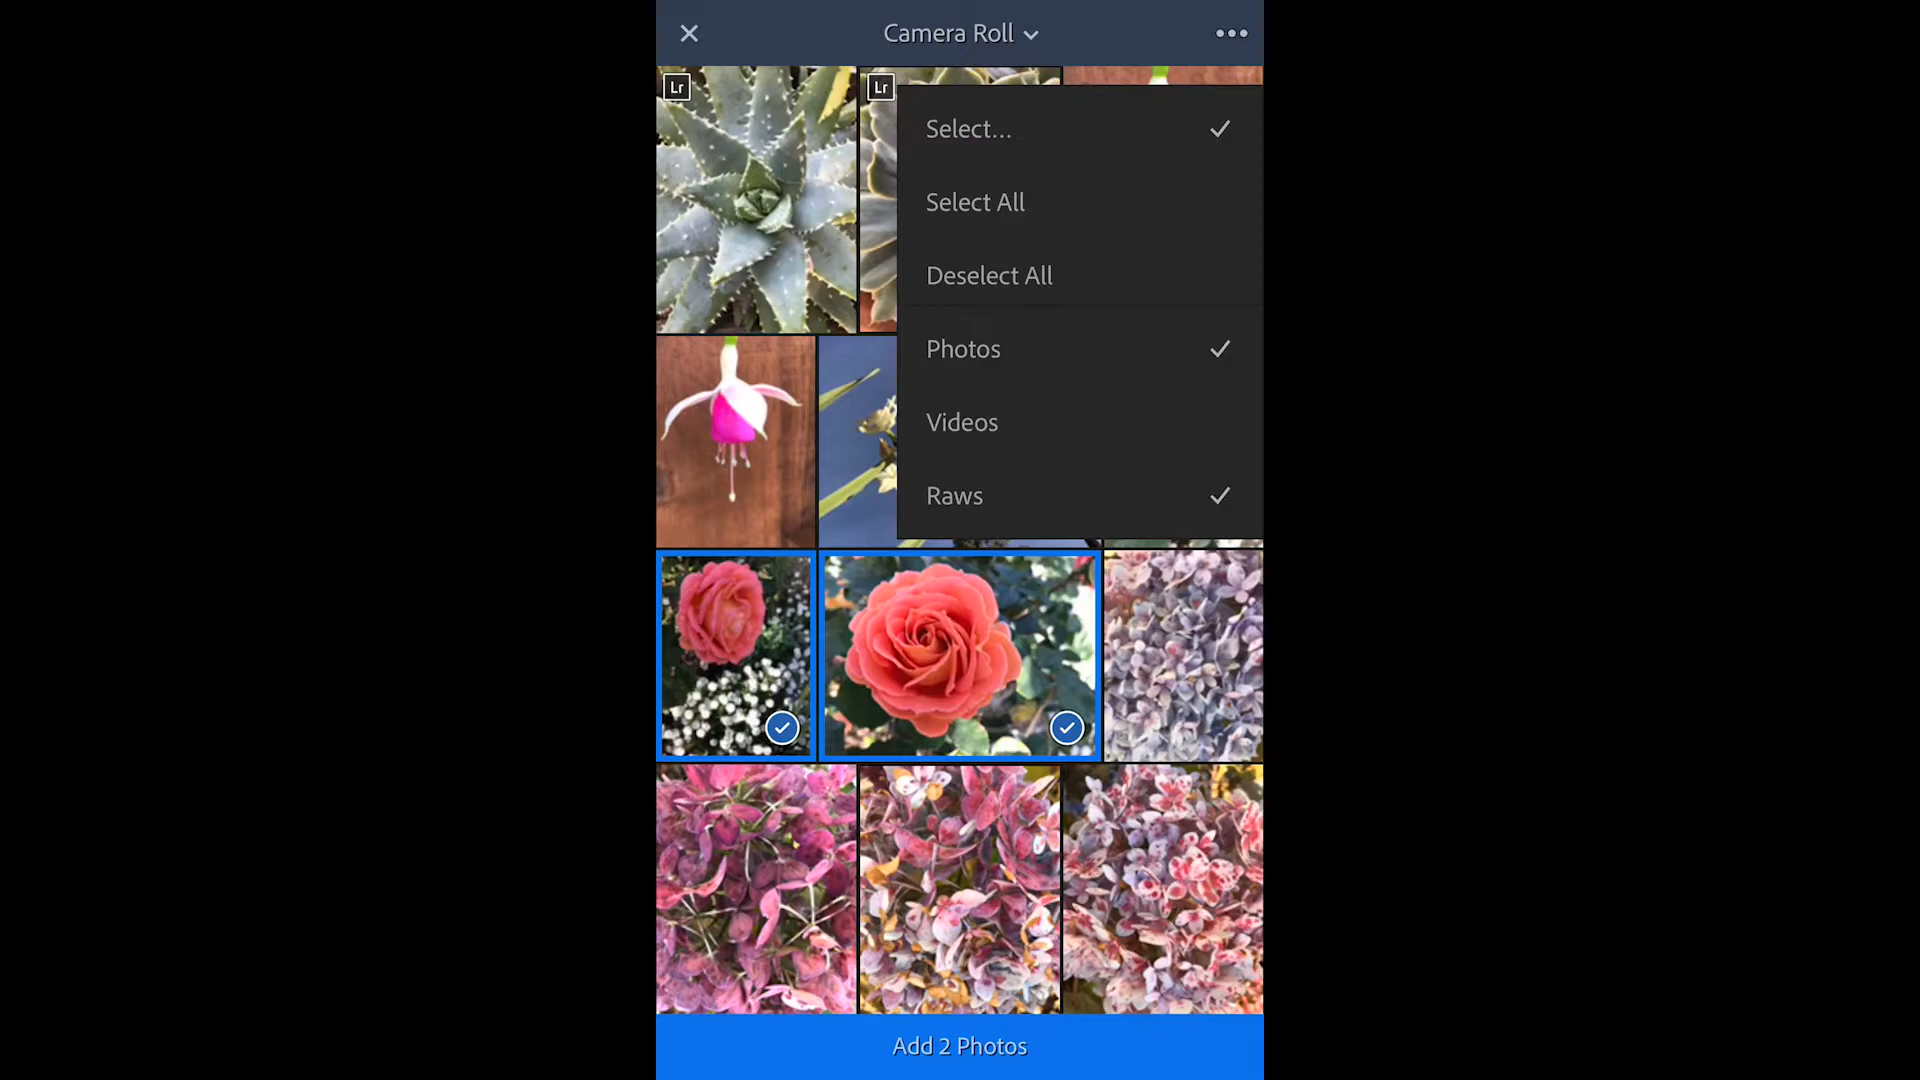 Camera Roll
Lr
Lr
Select...
Select All
Deselect All
Photos
Videos
Raws
Add 2 Photos